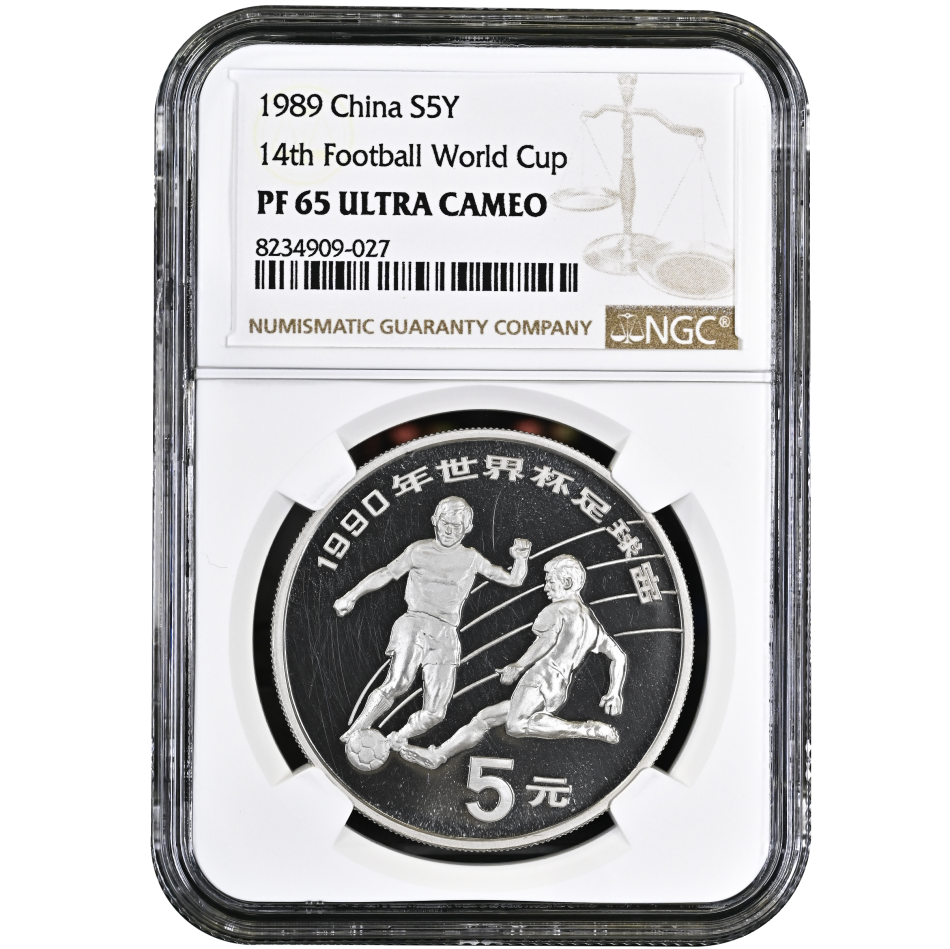 1989 China S5Y
14th Football World Cup
PF 65 ULTRA CAMEO
8234909-027
NUMISMATIC GUARANTY COMPANY
NGC®
1990年世界杯足球赛
5元